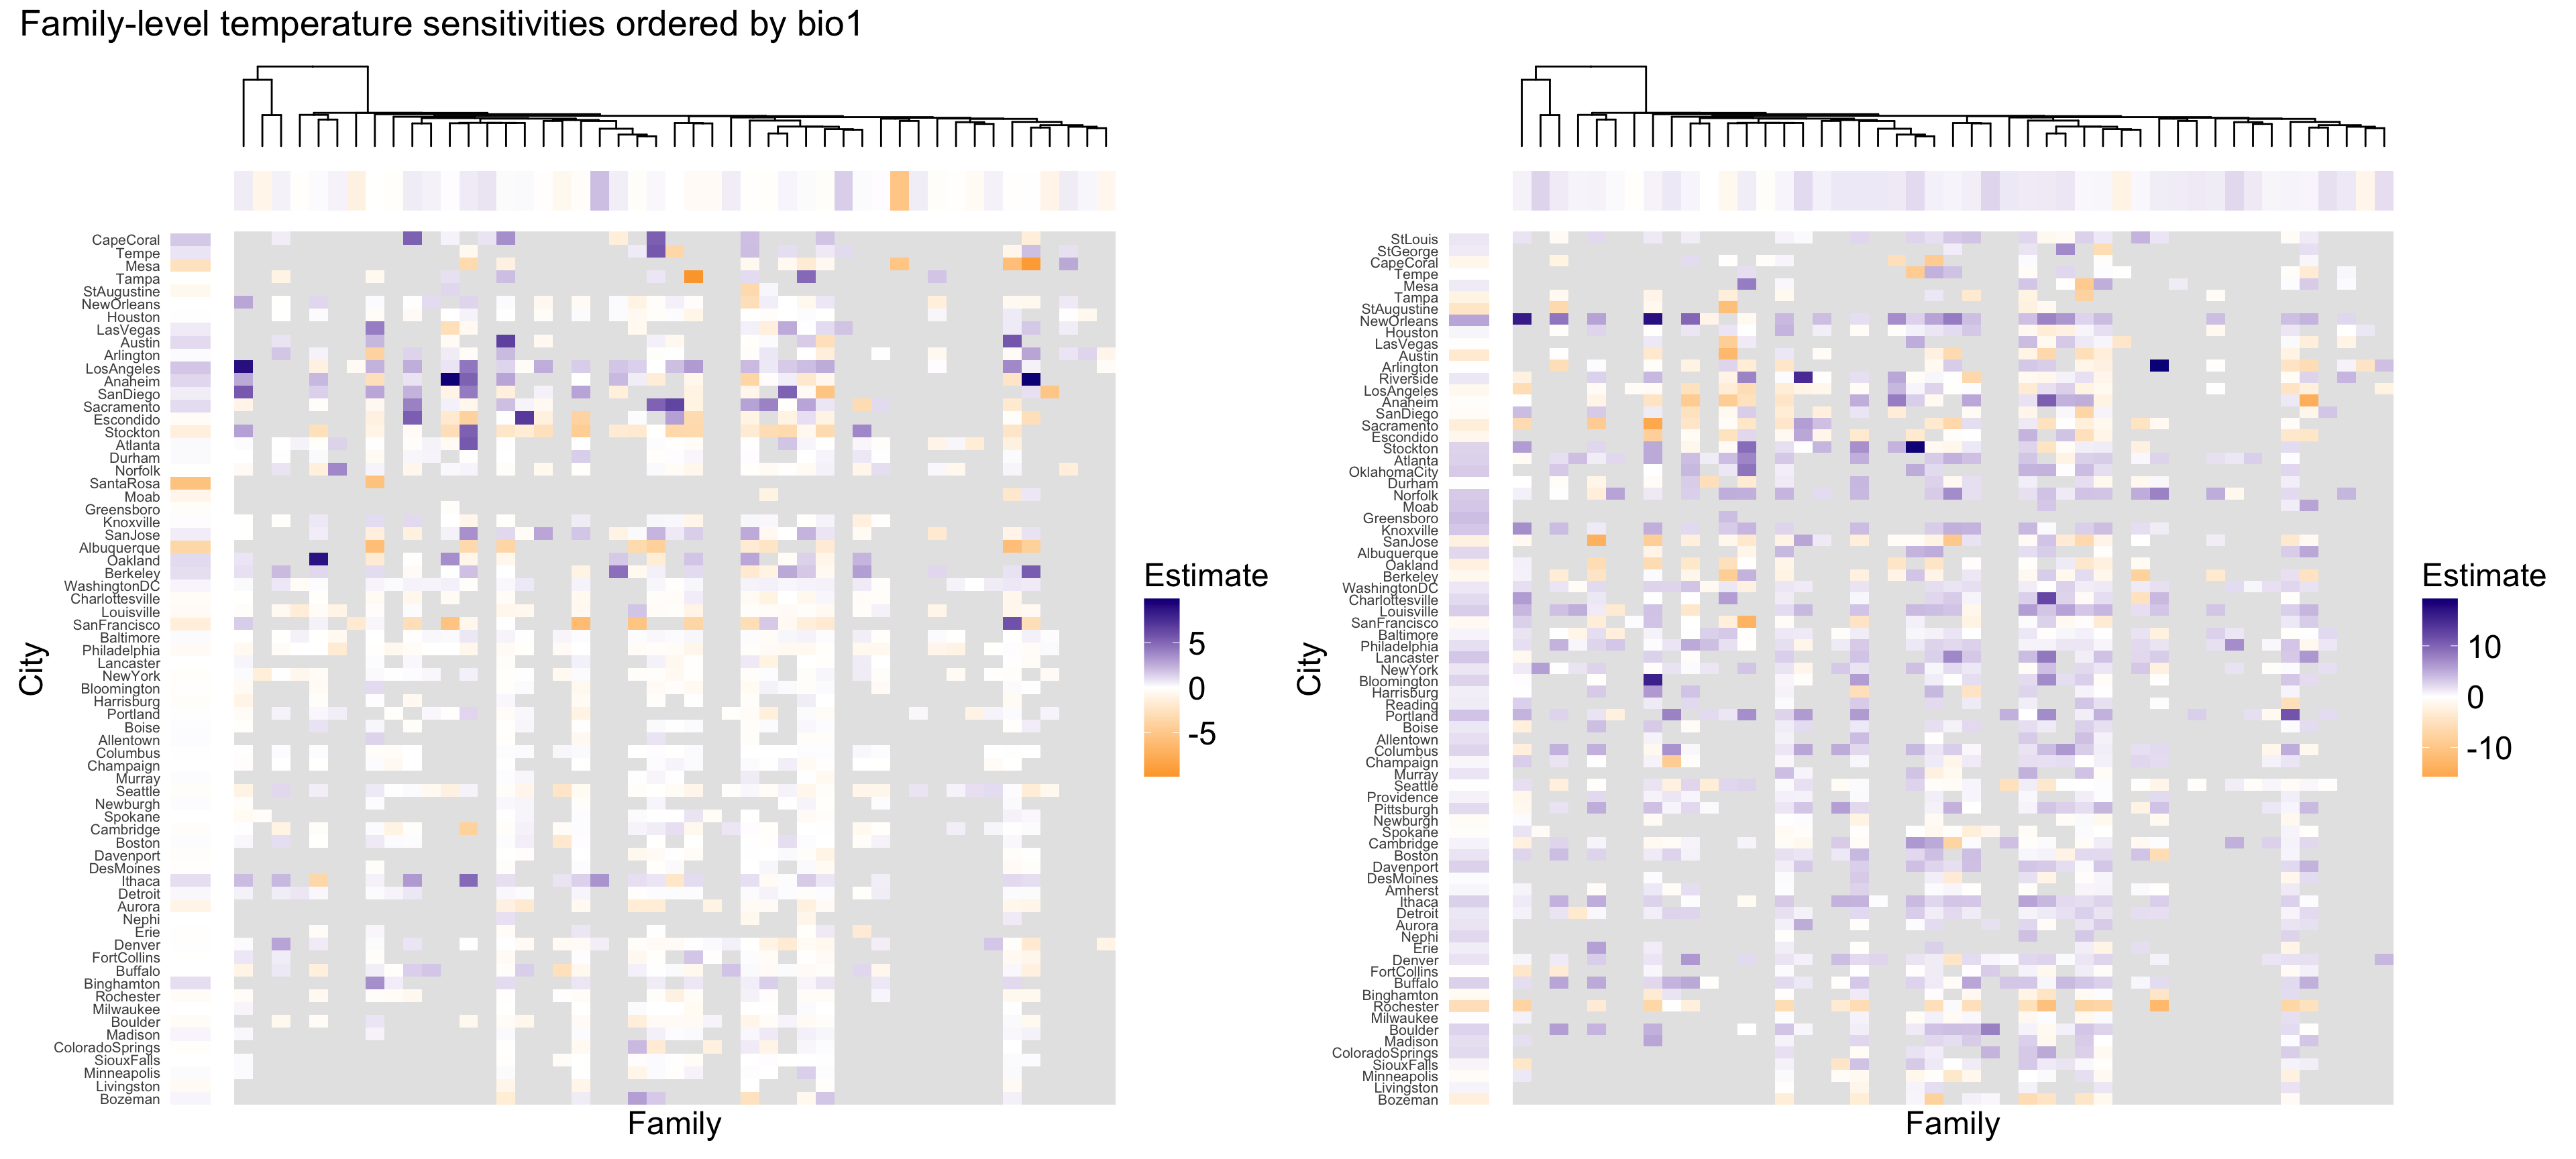 Family-level temperature sensitivities ordered by bio1
CapeCoral
Tempe
Mesa
Tampa
StAugustine
NewOrleans
Houston
LasVegas
Austin
Arlington
LosAngeles
Anaheim
SanDiego
Sacramento
Escondido
Stockton
Atlanta
Durham
Norfolk
SantaRosa
Moab
Greensboro
Knoxville
SanJose
Albuquerque
Oakland
Berkeley
WashingtonDC
Charlottesville
Louisville
SanFrancisco
Baltimore
Philadelphia
Lancaster
NewYork
Bloomington
Harrisburg
Portland
Boise
Allentown
Columbus
Champaign
Murray
Seattle
Newburgh
Spokane
Cambridge
Boston
Davenport
DesMoines
Ithaca
Detroit
Aurora
Nephi
Erie
Denver
FortCollins
Buffalo
Binghamton
Rochester
Milwaukee
Boulder
Madison
ColoradoSprings
SiouxFalls
Minneapolis
Livingston
Bozeman
City
Family
Estimate
5
0
-5
StLouis
StGeorge
CapeCoral
Tempe
Mesa
Tampa
StAugustine
NewOrleans
Houston
LasVegas
Austin
Arlington
Riverside
LosAngeles
Anaheim
SanDiego
Sacramento
Escondido
Stockton
Atlanta
OklahomaCity
Durham
Norfolk
Moab
Greensboro
Knoxville
SanJose
Albuquerque
Oakland
Berkeley
WashingtonDC
Charlottesville
Louisville
SanFrancisco
Baltimore
Philadelphia
Lancaster
NewYork
Bloomington
Harrisburg
Reading
Portland
Boise
Allentown
Columbus
Champaign
Murray
Seattle
Providence
Pittsburgh
Newburgh
Spokane
Cambridge
Boston
Davenport
DesMoines
Amherst
Ithaca
Detroit
Aurora
Nephi
Erie
Denver
FortCollins
Buffalo
Binghamton
Rochester
Milwaukee
Boulder
Madison
ColoradoSprings
SiouxFalls
Minneapolis
Livingston
Bozeman
City
Family
Estimate
10
0
-10